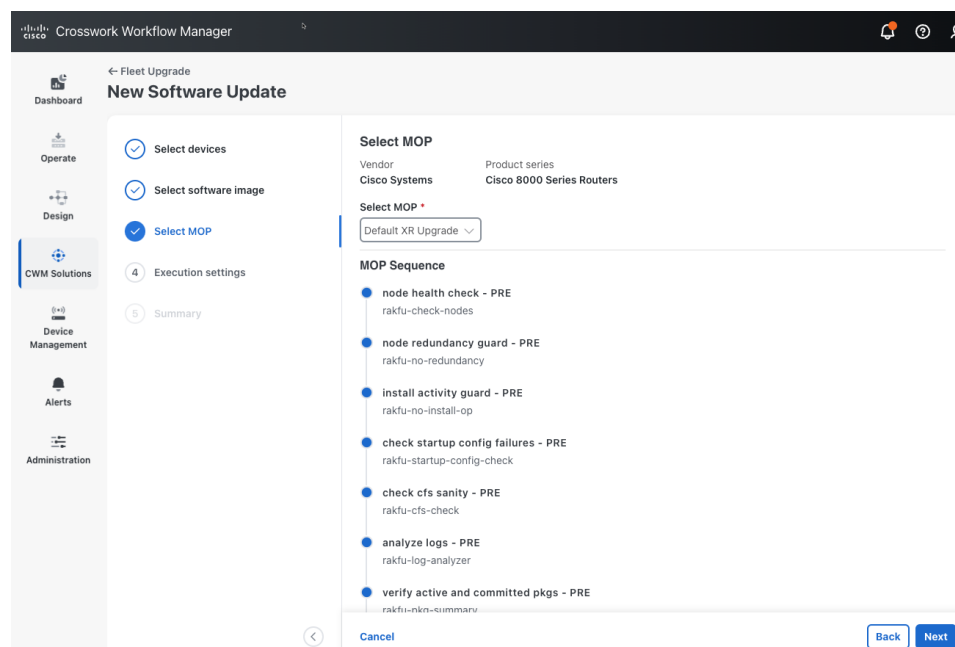 CISCO Crosswork Workflow Manager
← Fleet Upgrade
New Software Update
Dashboard
Operate
Design
CWM Solutions
Device
Management
Alerts
Administration
Select devices
Select software image
Select MOP
4 Execution settings
5 Summary
Select MOP
Vendor Product series
Cisco Systems Cisco 8000 Series Routers
Select MOP *
Default XR Upgrade
MOP Sequence
node health check - PRE
rakfu-check-nodes
node redundancy guard - PRE
rakfu-no-redundancy
install activity guard - PRE
rakfu-no-install-op
check startup config failures - PRE
rakfu-startup-config-check
check cfs sanity - PRE
rakfu-cfs-check
analyze logs - PRE
rakfu-log-analyzer
verify active and committed pkgs - PRE
rakfu-pkg-summary
Cancel Back Next